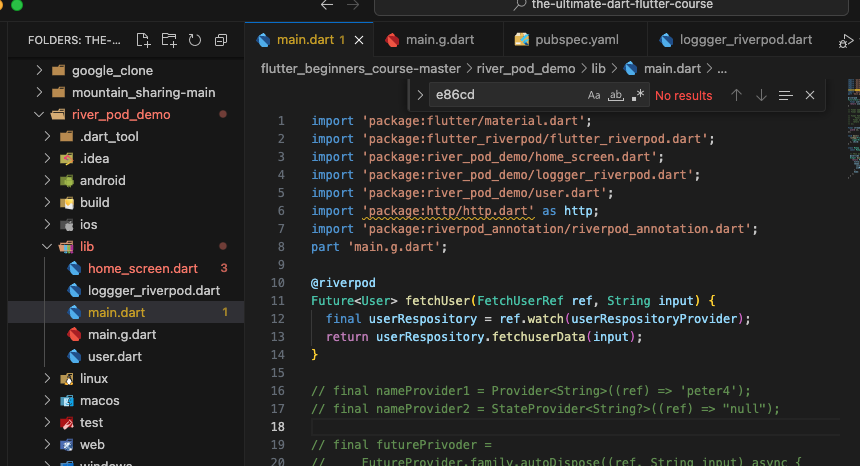 the-ultimate-dart-flutter-course
FOLDERS: THE-...
google_clone
mountain_sharing-main
river_pod_demo
.dart_tool
.idea
android
build
ios
lib
home_screen.dart 3
loggger_riverpod.dart
main.dart 1
main.g.dart
user.dart
linux
macos
test
web
windows
main.dart 1
main.g.dart
pubspec.yaml
loggger_riverpod.dart
flutter_beginners_course-master > river_pod_demo > lib > main.dart > ...
e86cd Aa ab .* No results
1 import 'package:flutter/material.dart';
2 import 'package:flutter_riverpod/flutter_riverpod.dart';
3 import 'package:river_pod_demo/home_screen.dart';
4 import 'package:river_pod_demo/loggger_riverpod.dart';
5 import 'package:river_pod_demo/user.dart';
6 import 'package:http/http.dart' as http;
7 import 'package:riverpod_annotation/riverpod_annotation.dart';
8 part 'main.g.dart';
9
10 @riverpod
11 Future<User> fetchUser(FetchUserRef ref, String input) {
12 final userRespository = ref.watch(userRespositoryProvider);
13 return userRespository.fetchuserData(input);
14 }
15
16 // final nameProvider1 = Provider<String>((ref) => 'peter4');
17 // final nameProvider2 = StateProvider<String?>((ref) => "null");
18
19 // final futurePrivoder =
20 // FutureProvider.family.autoDispose((ref, String input) async {